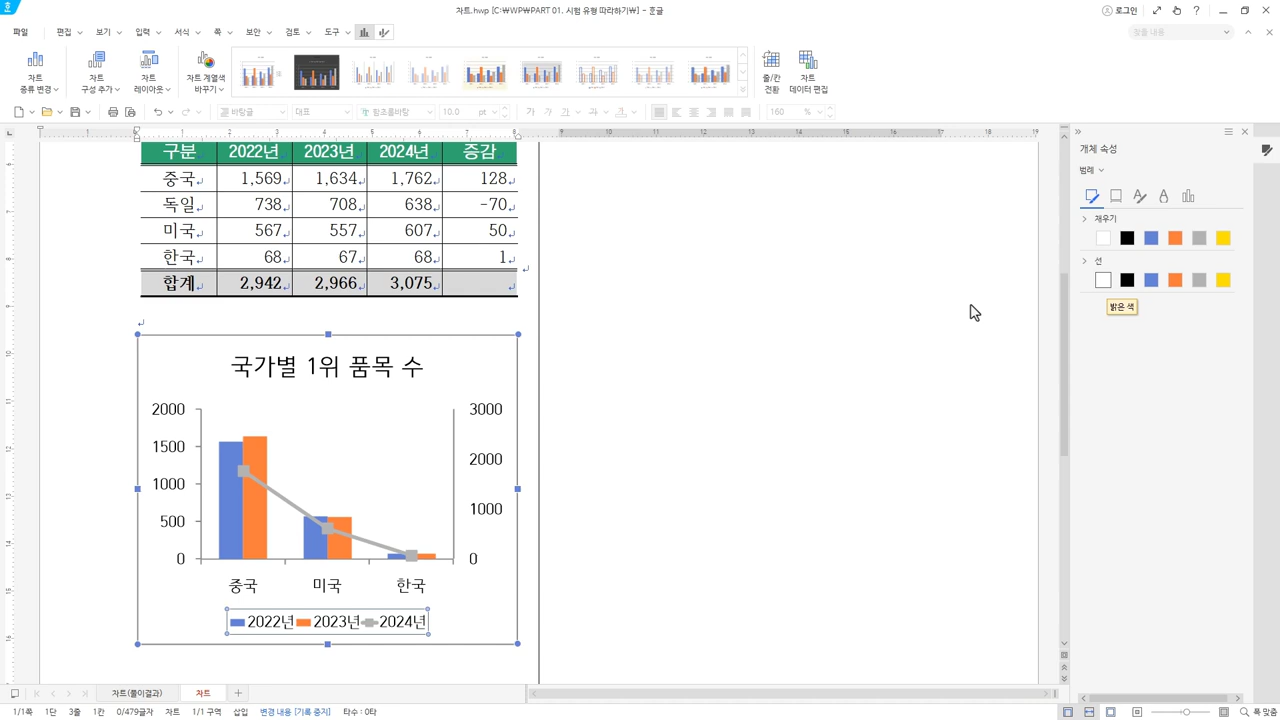 차트.hwp [C:\WP\PART 01. 시험 유형 따라하기\] - 훈글
로그인
파일 편집 보기 입력 서식 쪽 보안 검토 도구
찾을 내용
차트 종류 변경
차트 구성 추가
차트 레이아웃
차트 계열색 바꾸기
줄/칸 전환
차트 데이터 편집
바탕글 대표 함초롬바탕 10.0 pt 160 %
개체 속성
범례
채우기
선
밝은 색
구분 2022년 2023년 2024년 증감
중국 1,569 1,634 1,762 128
독일 738 708 638 -70
미국 567 557 607 50
한국 68 67 68 1
합계 2,942 2,966 3,075
국가별 1위 품목 수
2000 3000
1500 2000
1000 1000
500
0 0
중국 미국 한국
2022년 2023년 2024년
차트(풀이결과) 차트
1/1쪽 1단 3줄 1칸 0/479글자 차트 1/1 구역 삽입 변경 내용 [기록 중지] 타수 : 0타 폭 맞춤